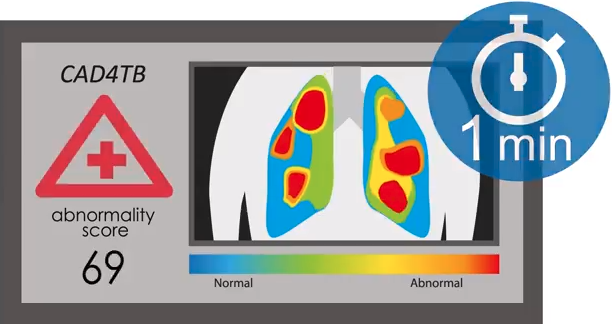 CAD4TB
abnormality
score
69
1 min
Normal
Abnormal